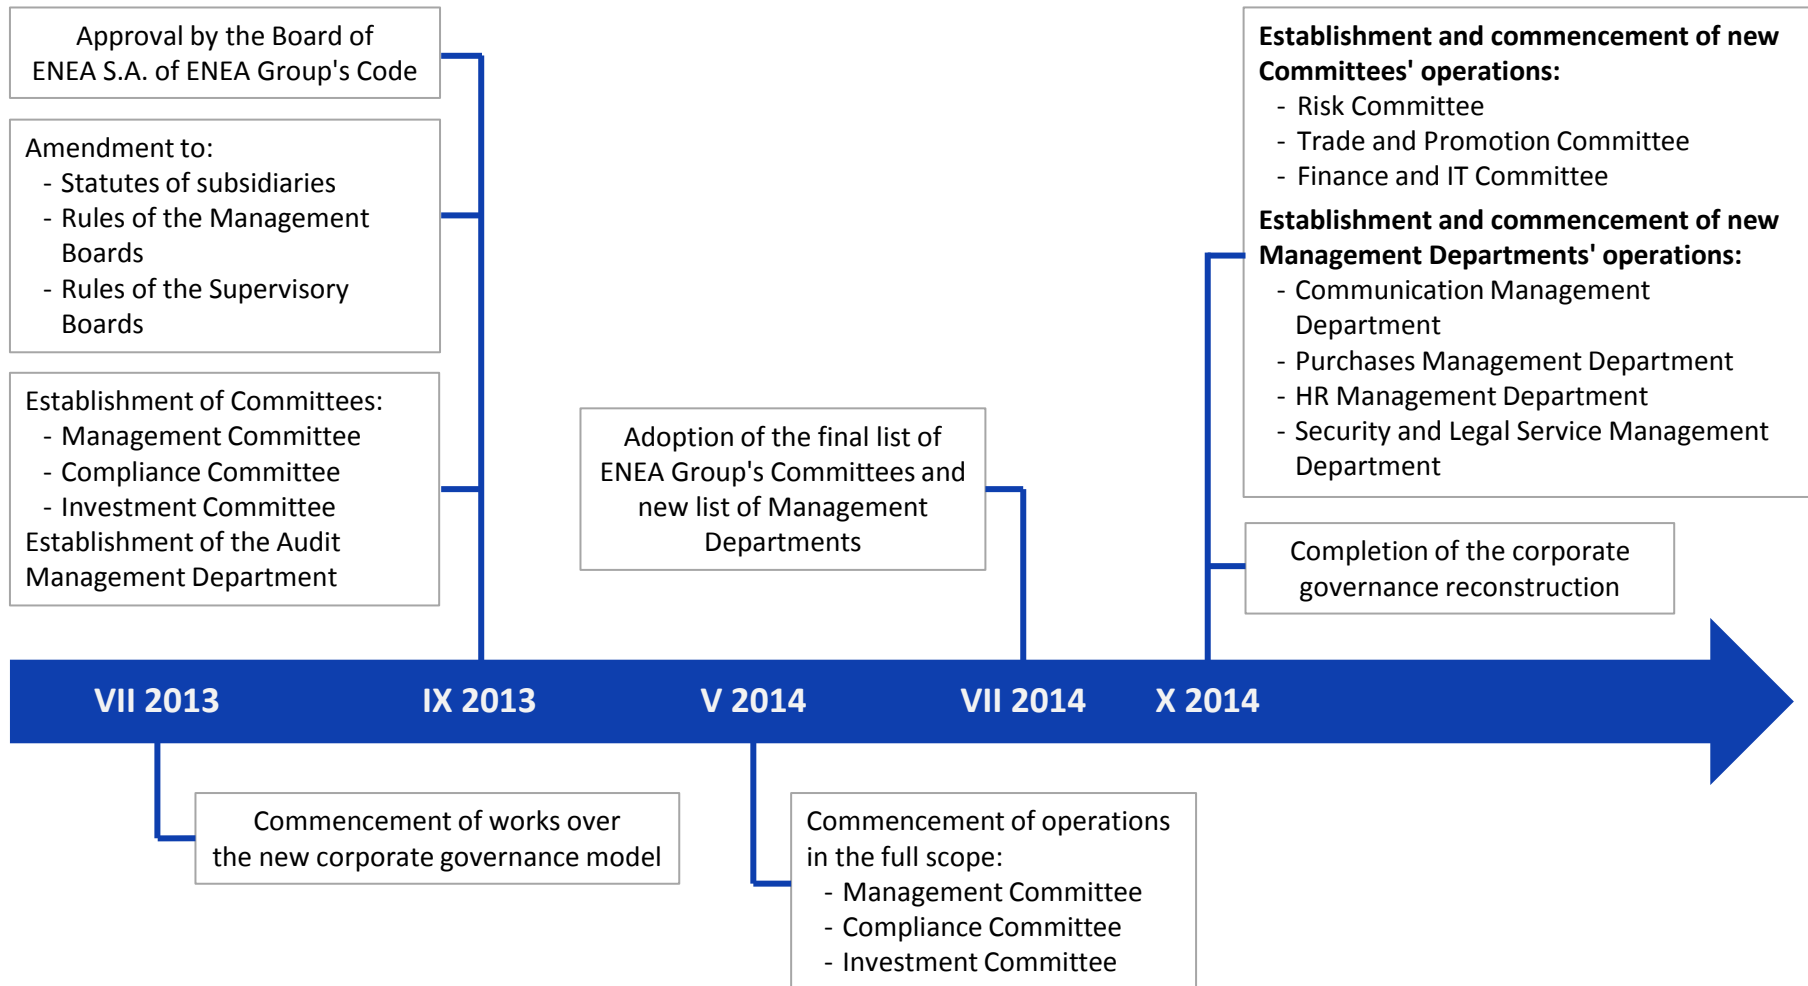 Approval by the Board of
ENEA S.A. of ENEA Group's Code
Amendment to:
- Statutes of subsidiaries
- Rules of the Management
Boards
- Rules of the Supervisory
Boards
Establishment of Committees:
- Management Committee
- Compliance Committee
- Investment Committee
Establishment of the Audit
Management Department
Adoption of the final list of
ENEA Group's Committees and
new list of Management
Departments
Establishment and commencement of new
Committees' operations:
- Risk Committee
- Trade and Promotion Committee
- Finance and IT Committee
Establishment and commencement of new
Management Departments' operations:
- Communication Management
Department
- Purchases Management Department
- HR Management Department
- Security and Legal Service Management
Department
Completion of the corporate
governance reconstruction
VII 2013
IX 2013
V 2014
VII 2014
X 2014
Commencement of works over
the new corporate governance model
Commencement of operations
in the full scope:
- Management Committee
- Compliance Committee
- Investment Committee